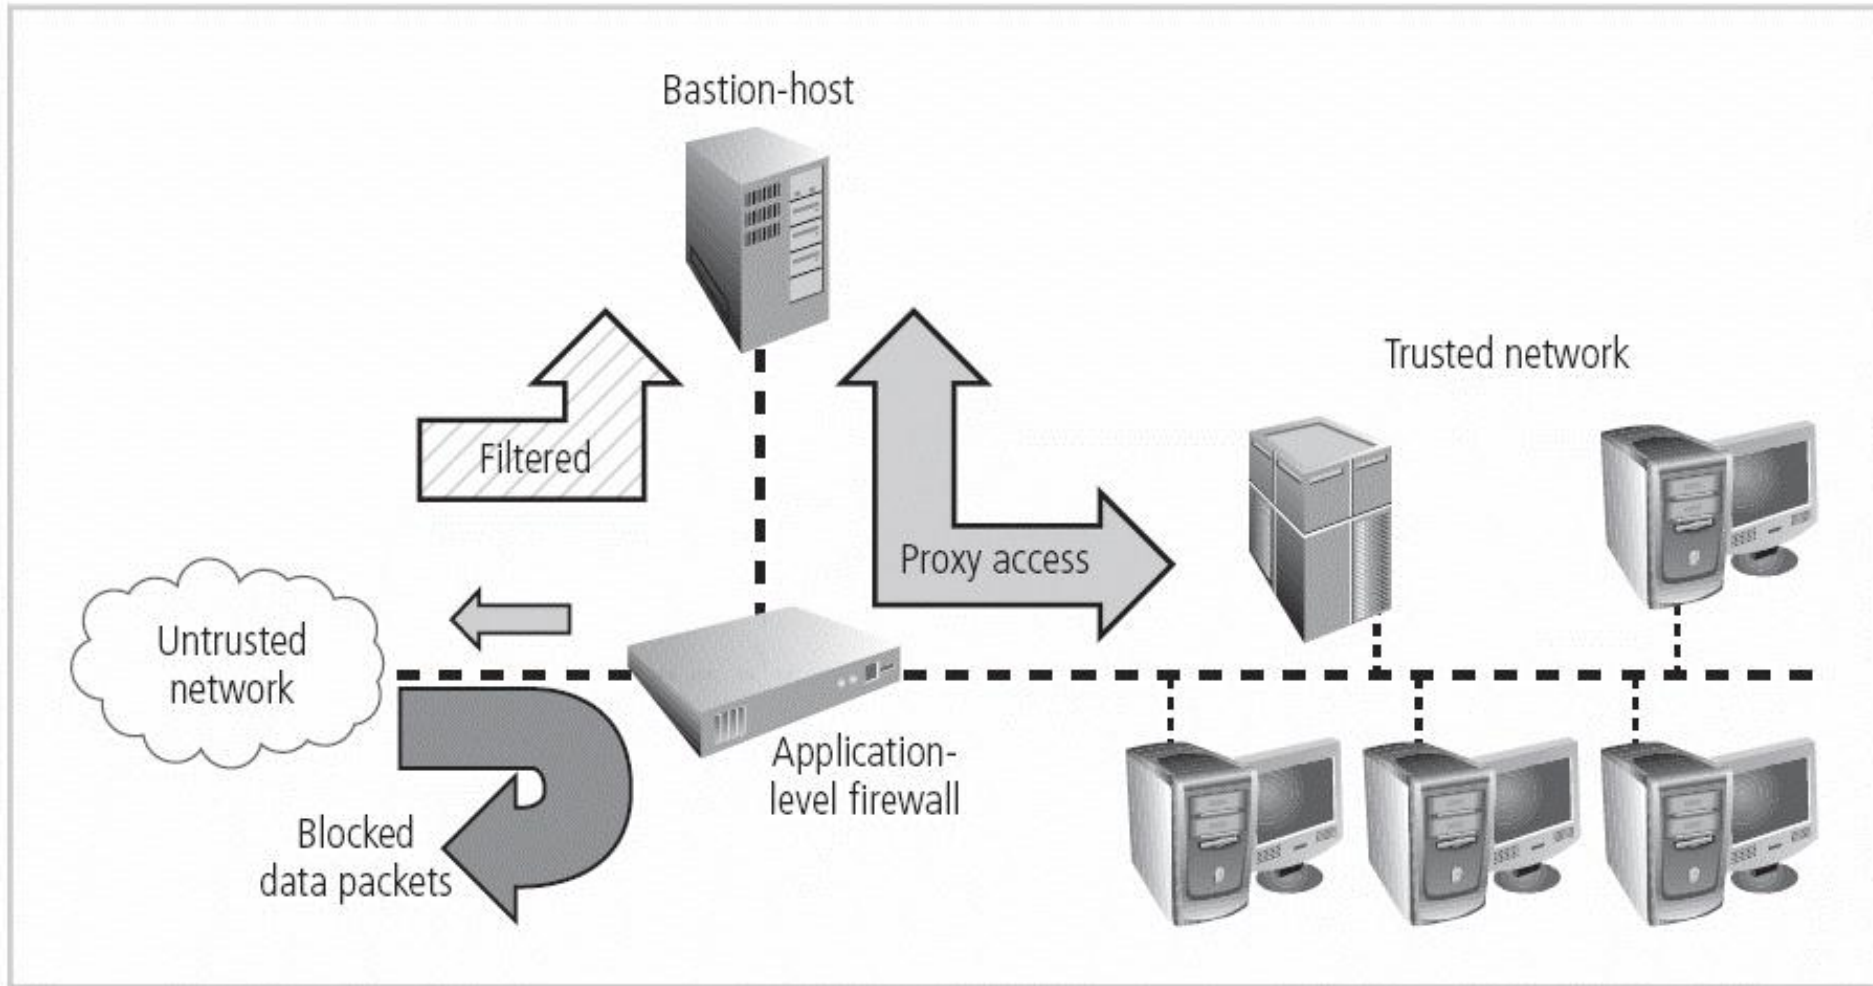 Bastion-host
Trusted network
Filtered
Proxy access
Untrusted
network
Application-
level firewall
Blocked
data packets